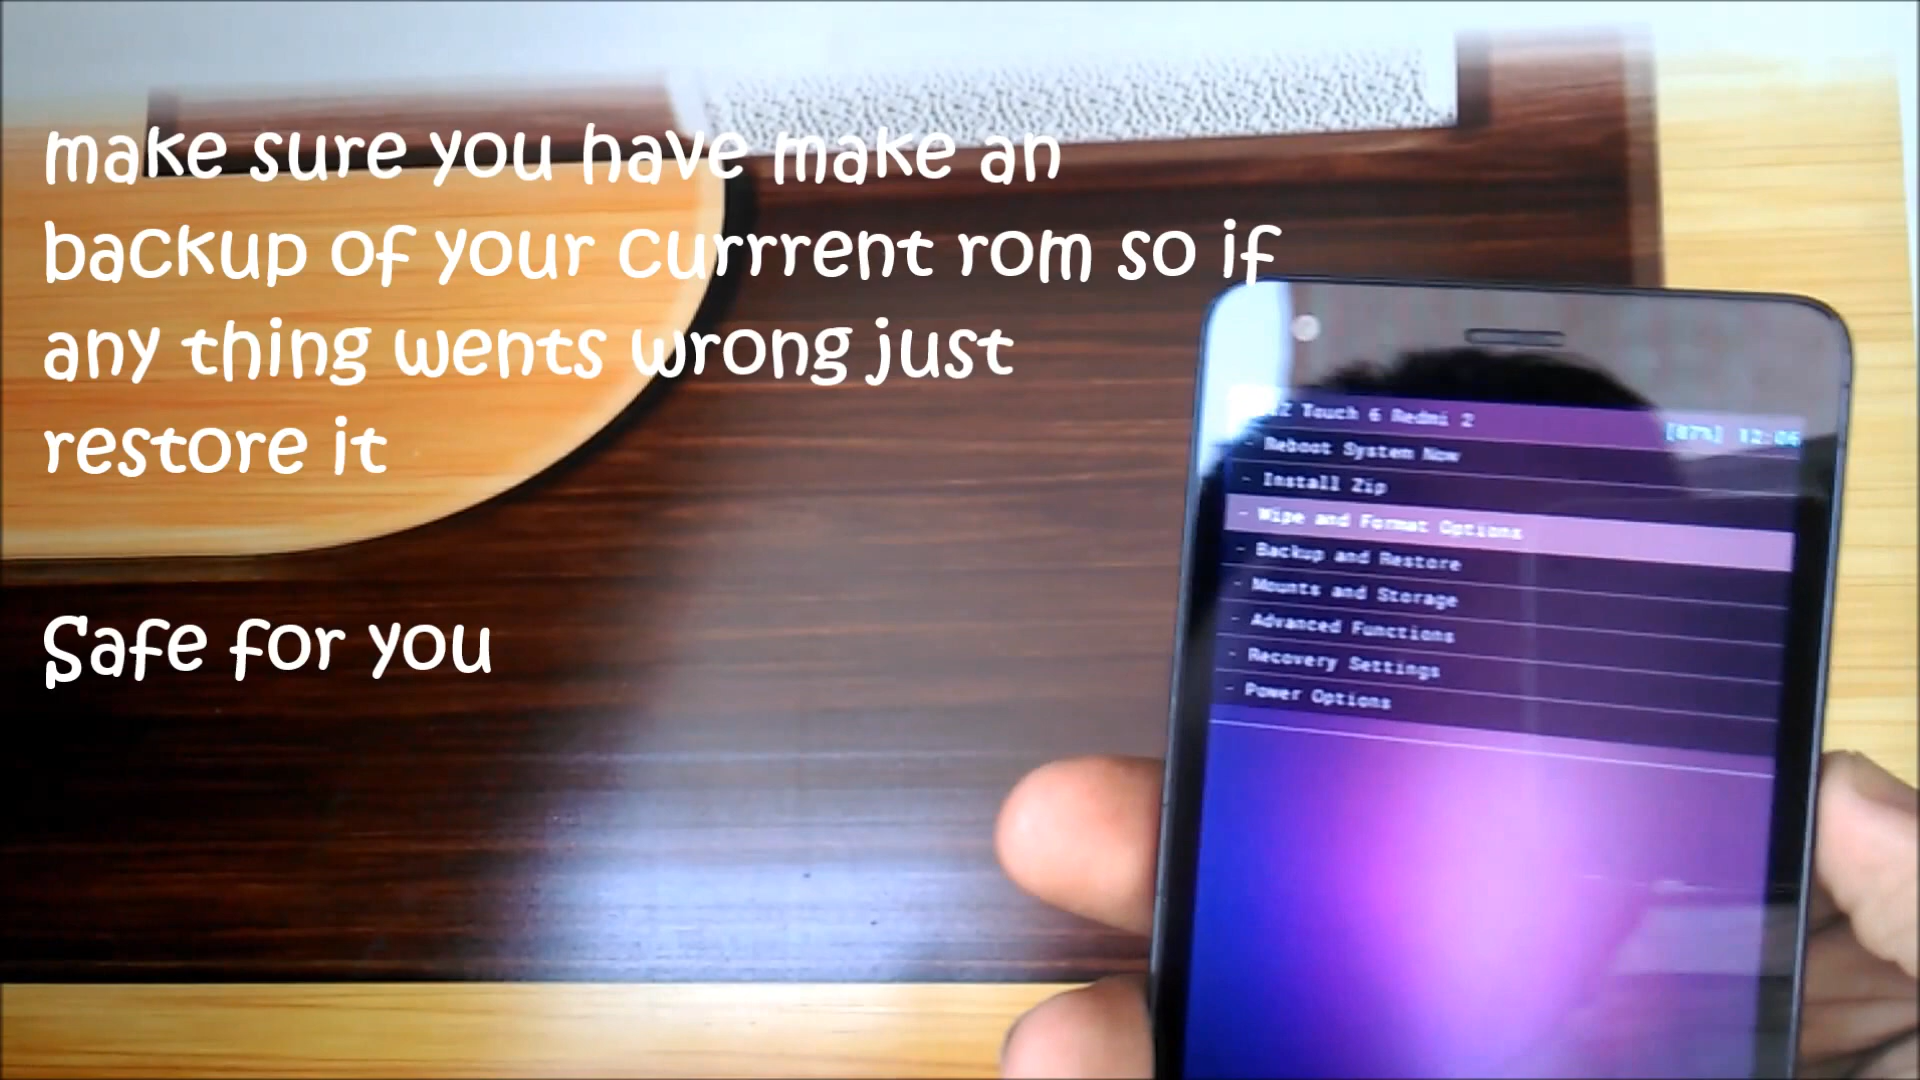 make sure you have make an
backup of your currrent rom so if
any thing wents wrong just
restore it
Safe for you
Touch 6 Redmi 2
[87%] 12:06
- Reboot System Now
- Install Zip
- Wipe and Format Options
- Backup and Restore
- Mounts and Storage
- Advanced Functions
- Recovery Settings
- Power Options